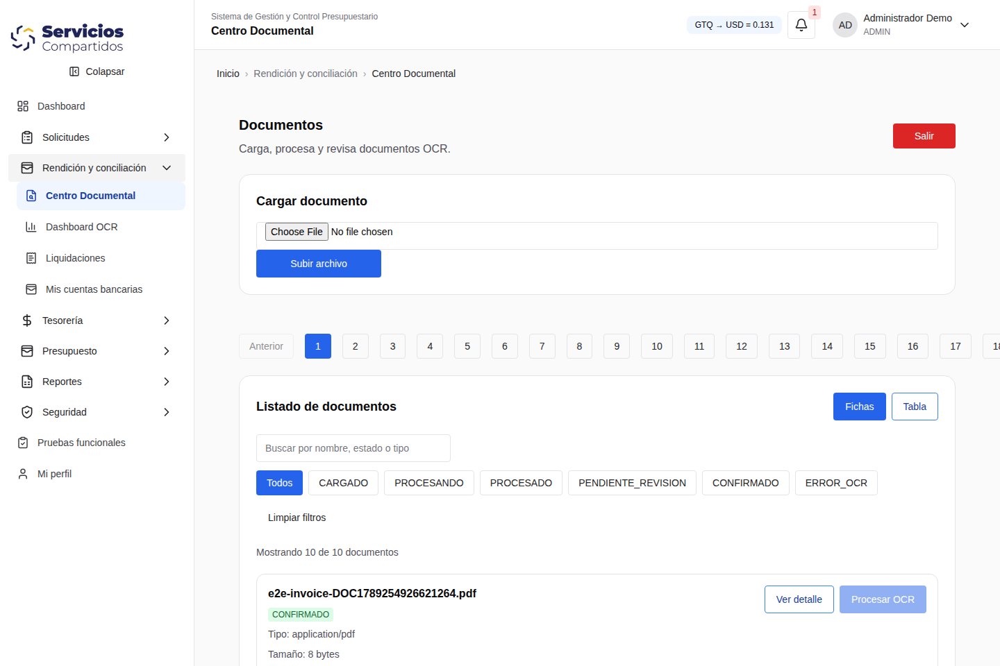 Servicios
Compartidos
Colapsar
Dashboard
Solicitudes
Rendición y conciliación
Centro Documental
Dashboard OCR
Liquidaciones
Mis cuentas bancarias
Tesorería
Presupuesto
Reportes
Seguridad
Pruebas funcionales
Mi perfil
Sistema de Gestión y Control Presupuestario
Centro Documental
GTQ → USD = 0.131
1
AD
Administrador Demo
ADMIN
Inicio › Rendición y conciliación › Centro Documental
Documentos
Carga, procesa y revisa documentos OCR.
Salir
Cargar documento
Choose File No file chosen
Subir archivo
Anterior 1 2 3 4 5 6 7 8 9 10 11 12 13 14 15 16 17
Listado de documentos
Fichas Tabla
Buscar por nombre, estado o tipo
Todos CARGADO PROCESANDO PROCESADO PENDIENTE_REVISION CONFIRMADO ERROR_OCR
Limpiar filtros
Mostrando 10 de 10 documentos
e2e-invoice-DOC1789254926621264.pdf
Ver detalle Procesar OCR
CONFIRMADO
Tipo: application/pdf
Tamaño: 8 bytes